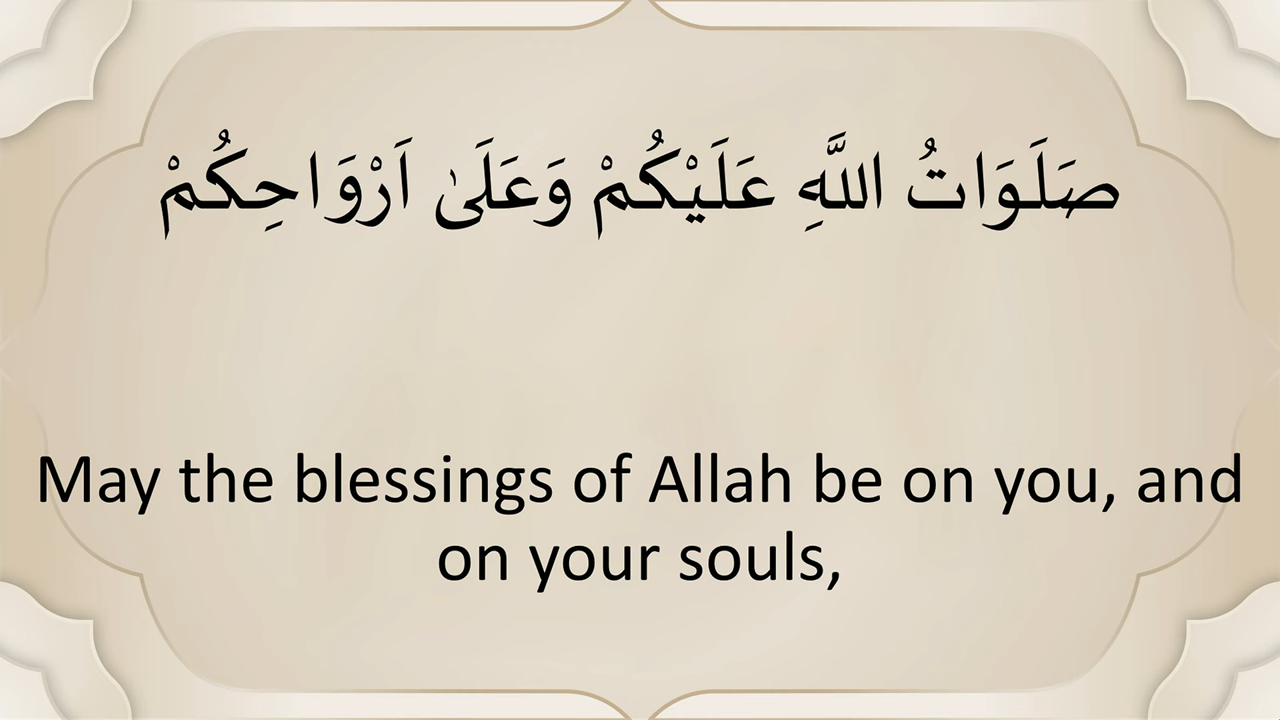 صَلَوَاتُ اللَّهِ عَلَيْكُمْ وَعَلَىٰ اَرْوَاحِكُمْ
May the blessings of Allah be on you, and
on your souls,